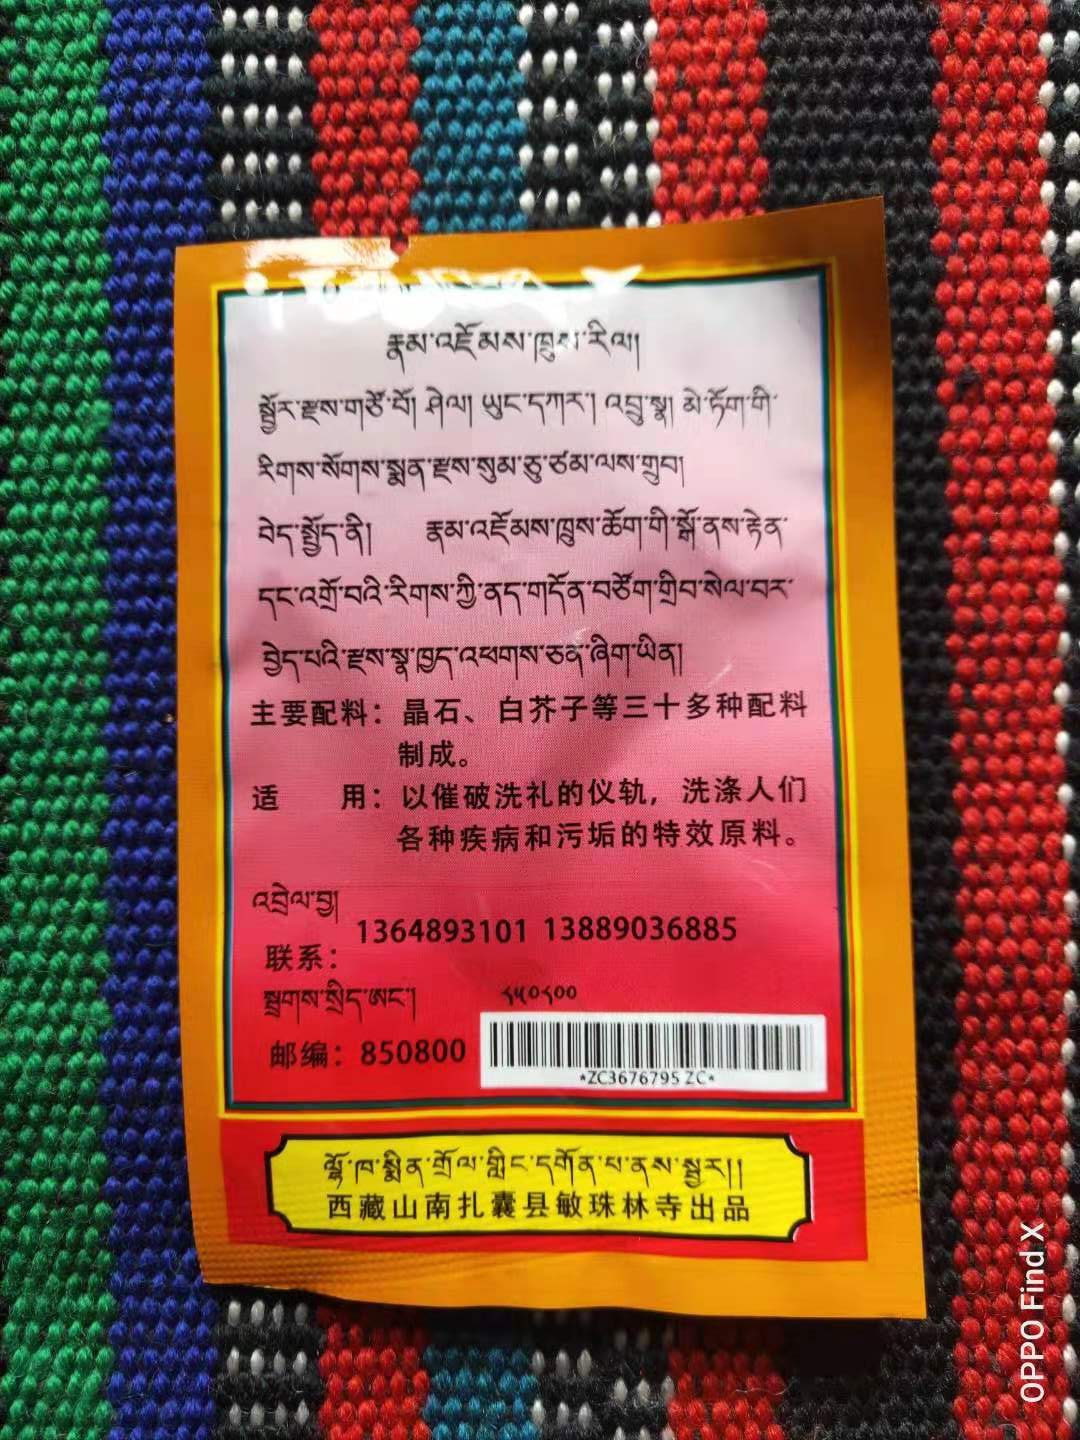 རྣམ་འཇོམས་ཁྲུས་རིལ།
སྦྱོར་རྫས་གཙོ་བོ། ཤེལ། ཡུང་དཀར་། འབྲུ་སྣ། མེ་ཏོག་གི་
རིགས་སོགས་སྨན་རྫས་སུམ་ཅུ་ཙམ་ལས་གྲུབ།
བེད་སྤྱོད་ནི། རྣམ་འཇོམས་ཁྲུས་ཆོག་གི་སྒོ་ནས་རྟེན་
དང་འགྲོ་བའི་རིགས་ཀྱི་ནད་གདོན་བཙོག་གྲིབ་སེལ་བར་
བྱེད་པའི་རྫས་སྣ་ཁྱད་འཕགས་ཅན་ཞིག་ཡིན།
主要配料：晶石、白芥子等三十多种配料
制成。
适 用：以催破洗礼的仪轨，洗涤人们
各种疾病和污垢的特效原料。
འབྲེལ་བྱ།
1364893101 13889036885
联系：
སྦྲགས་སྲིད་ཨང་། ༨༥༠༨༠༠
邮编：850800
*ZC3676795 ZC*
ལྷོ་ཁ་སྨིན་གྲོལ་གླིང་དགོན་པ་ནས་སྦྱར།།
西藏山南扎囊县敏珠林寺出品
OPPO Find X